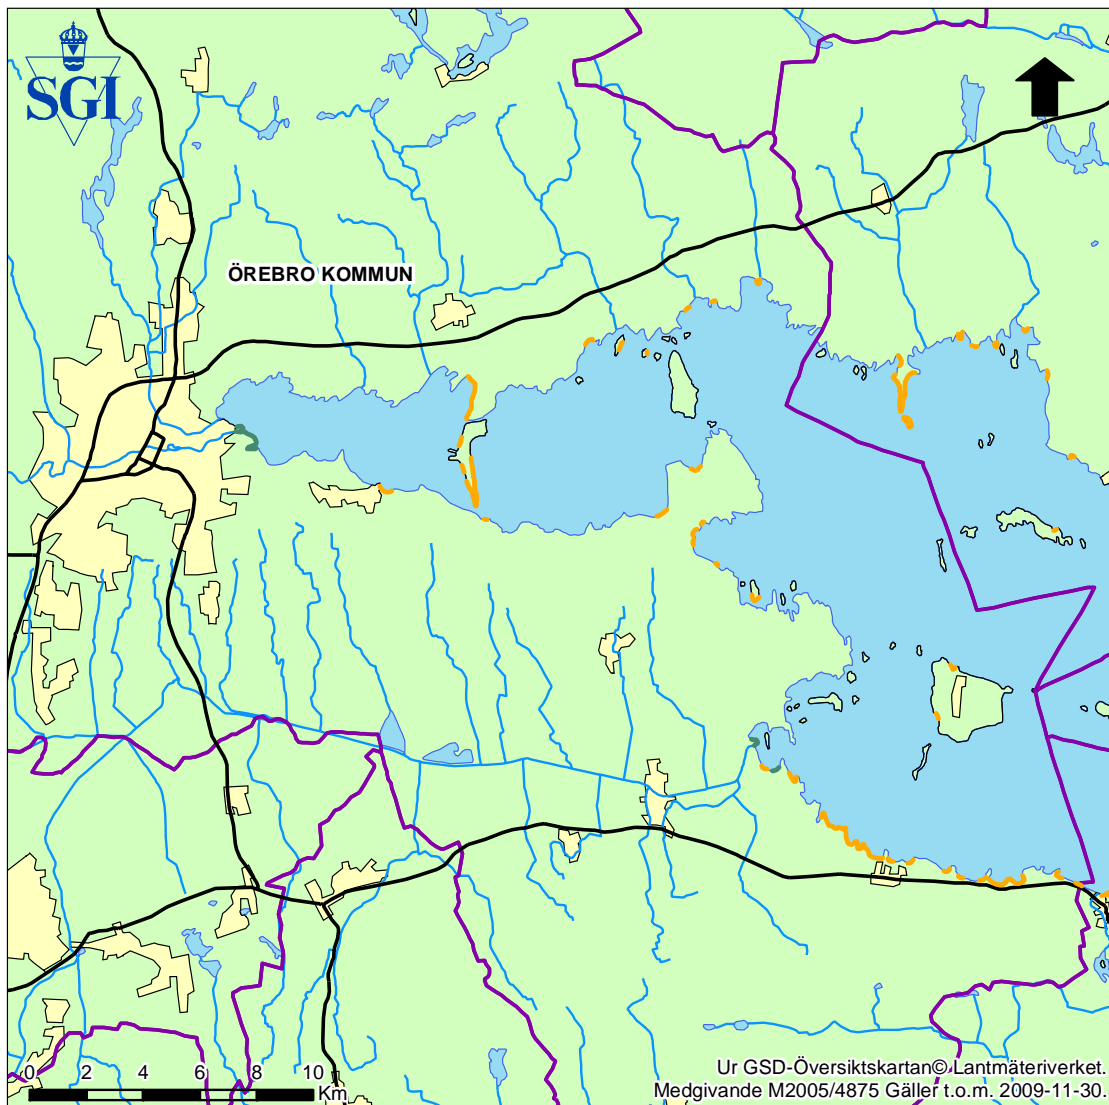 SGI
ÖREBRO KOMMUN
0 2 4 6 8 10
Km
Ur GSD-Översiktskartan© Lantmäteriverket.
Medgivande M2005/4875 Gäller t.o.m. 2009-11-30.